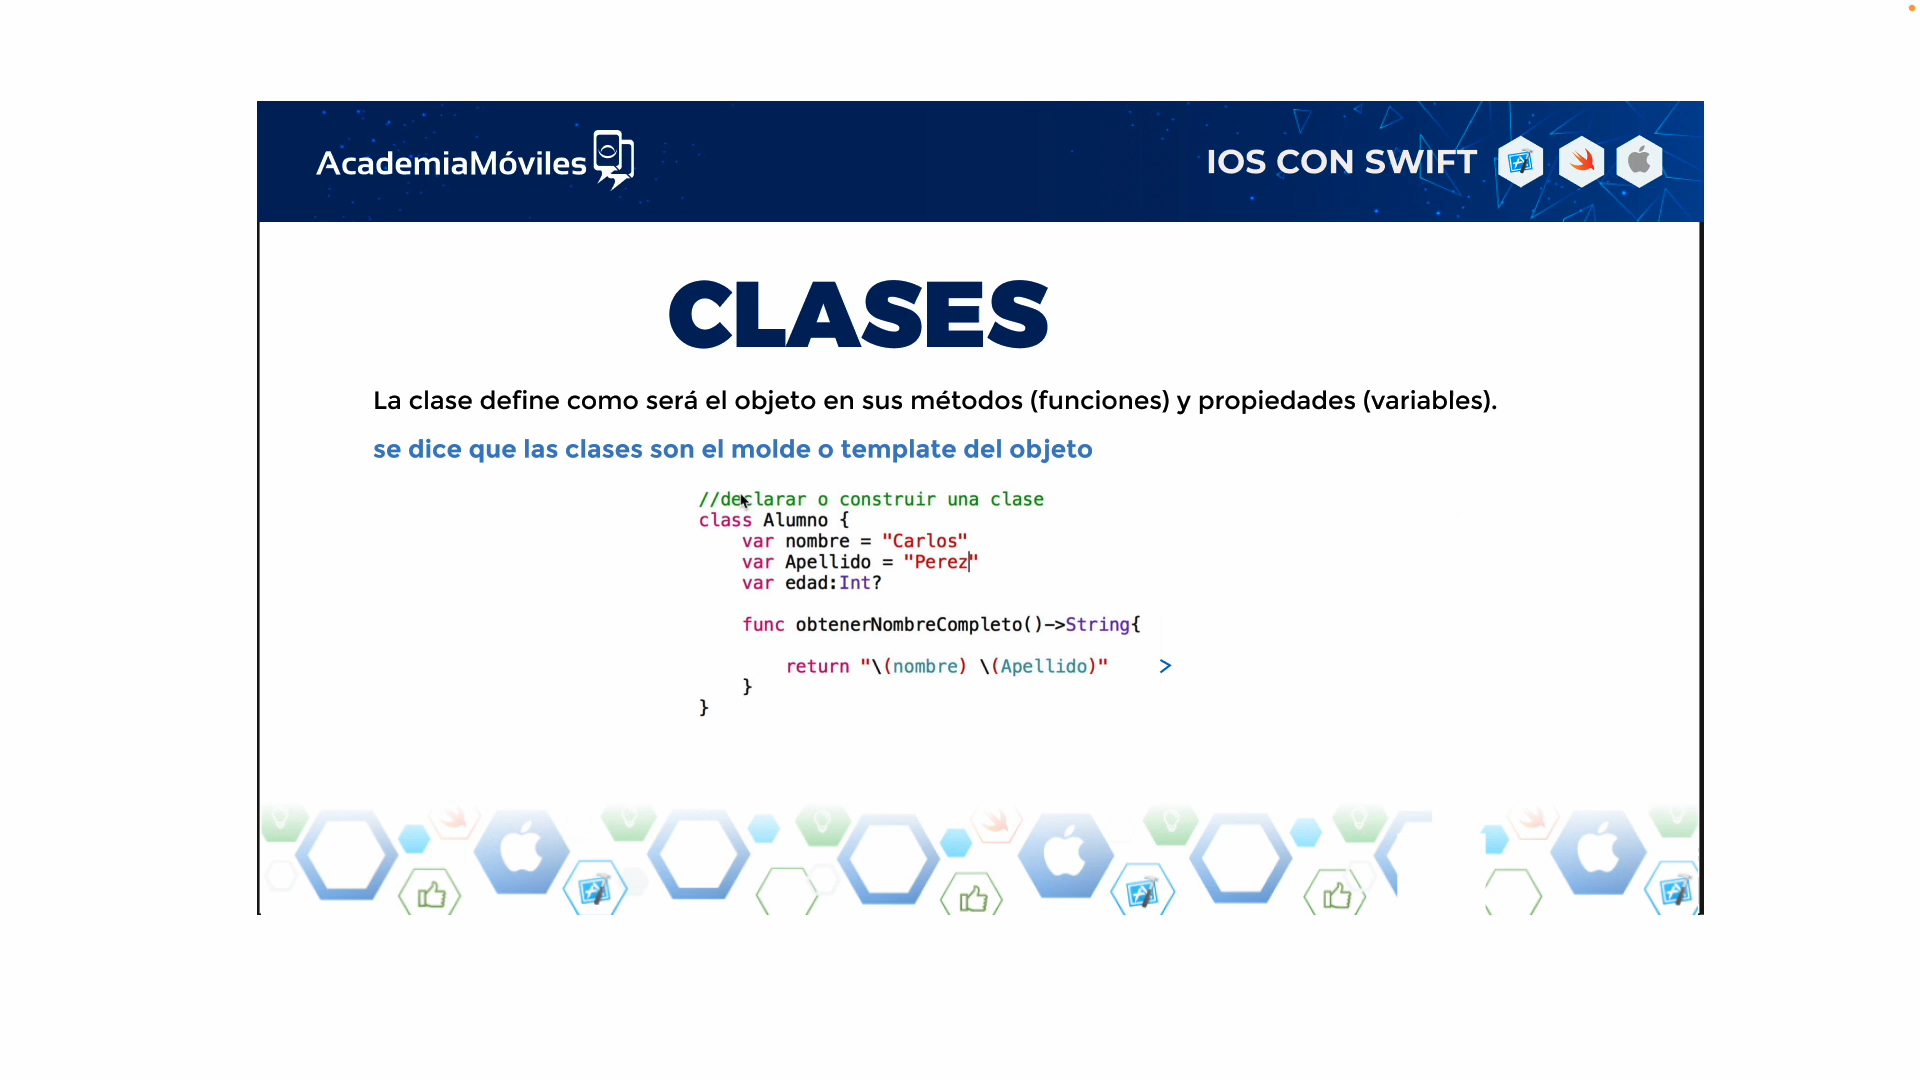 AcademiaMóviles
IOS CON SWIFT
CLASES
La clase define como será el objeto en sus métodos (funciones) y propiedades (variables).
se dice que las clases son el molde o template del objeto
//declarar o construir una clase
class Alumno {
    var nombre = "Carlos"
    var Apellido = "Perez"
    var edad:Int?
    func obtenerNombreCompleto()->String{
        return "\(nombre) \(Apellido)" >
    }
}